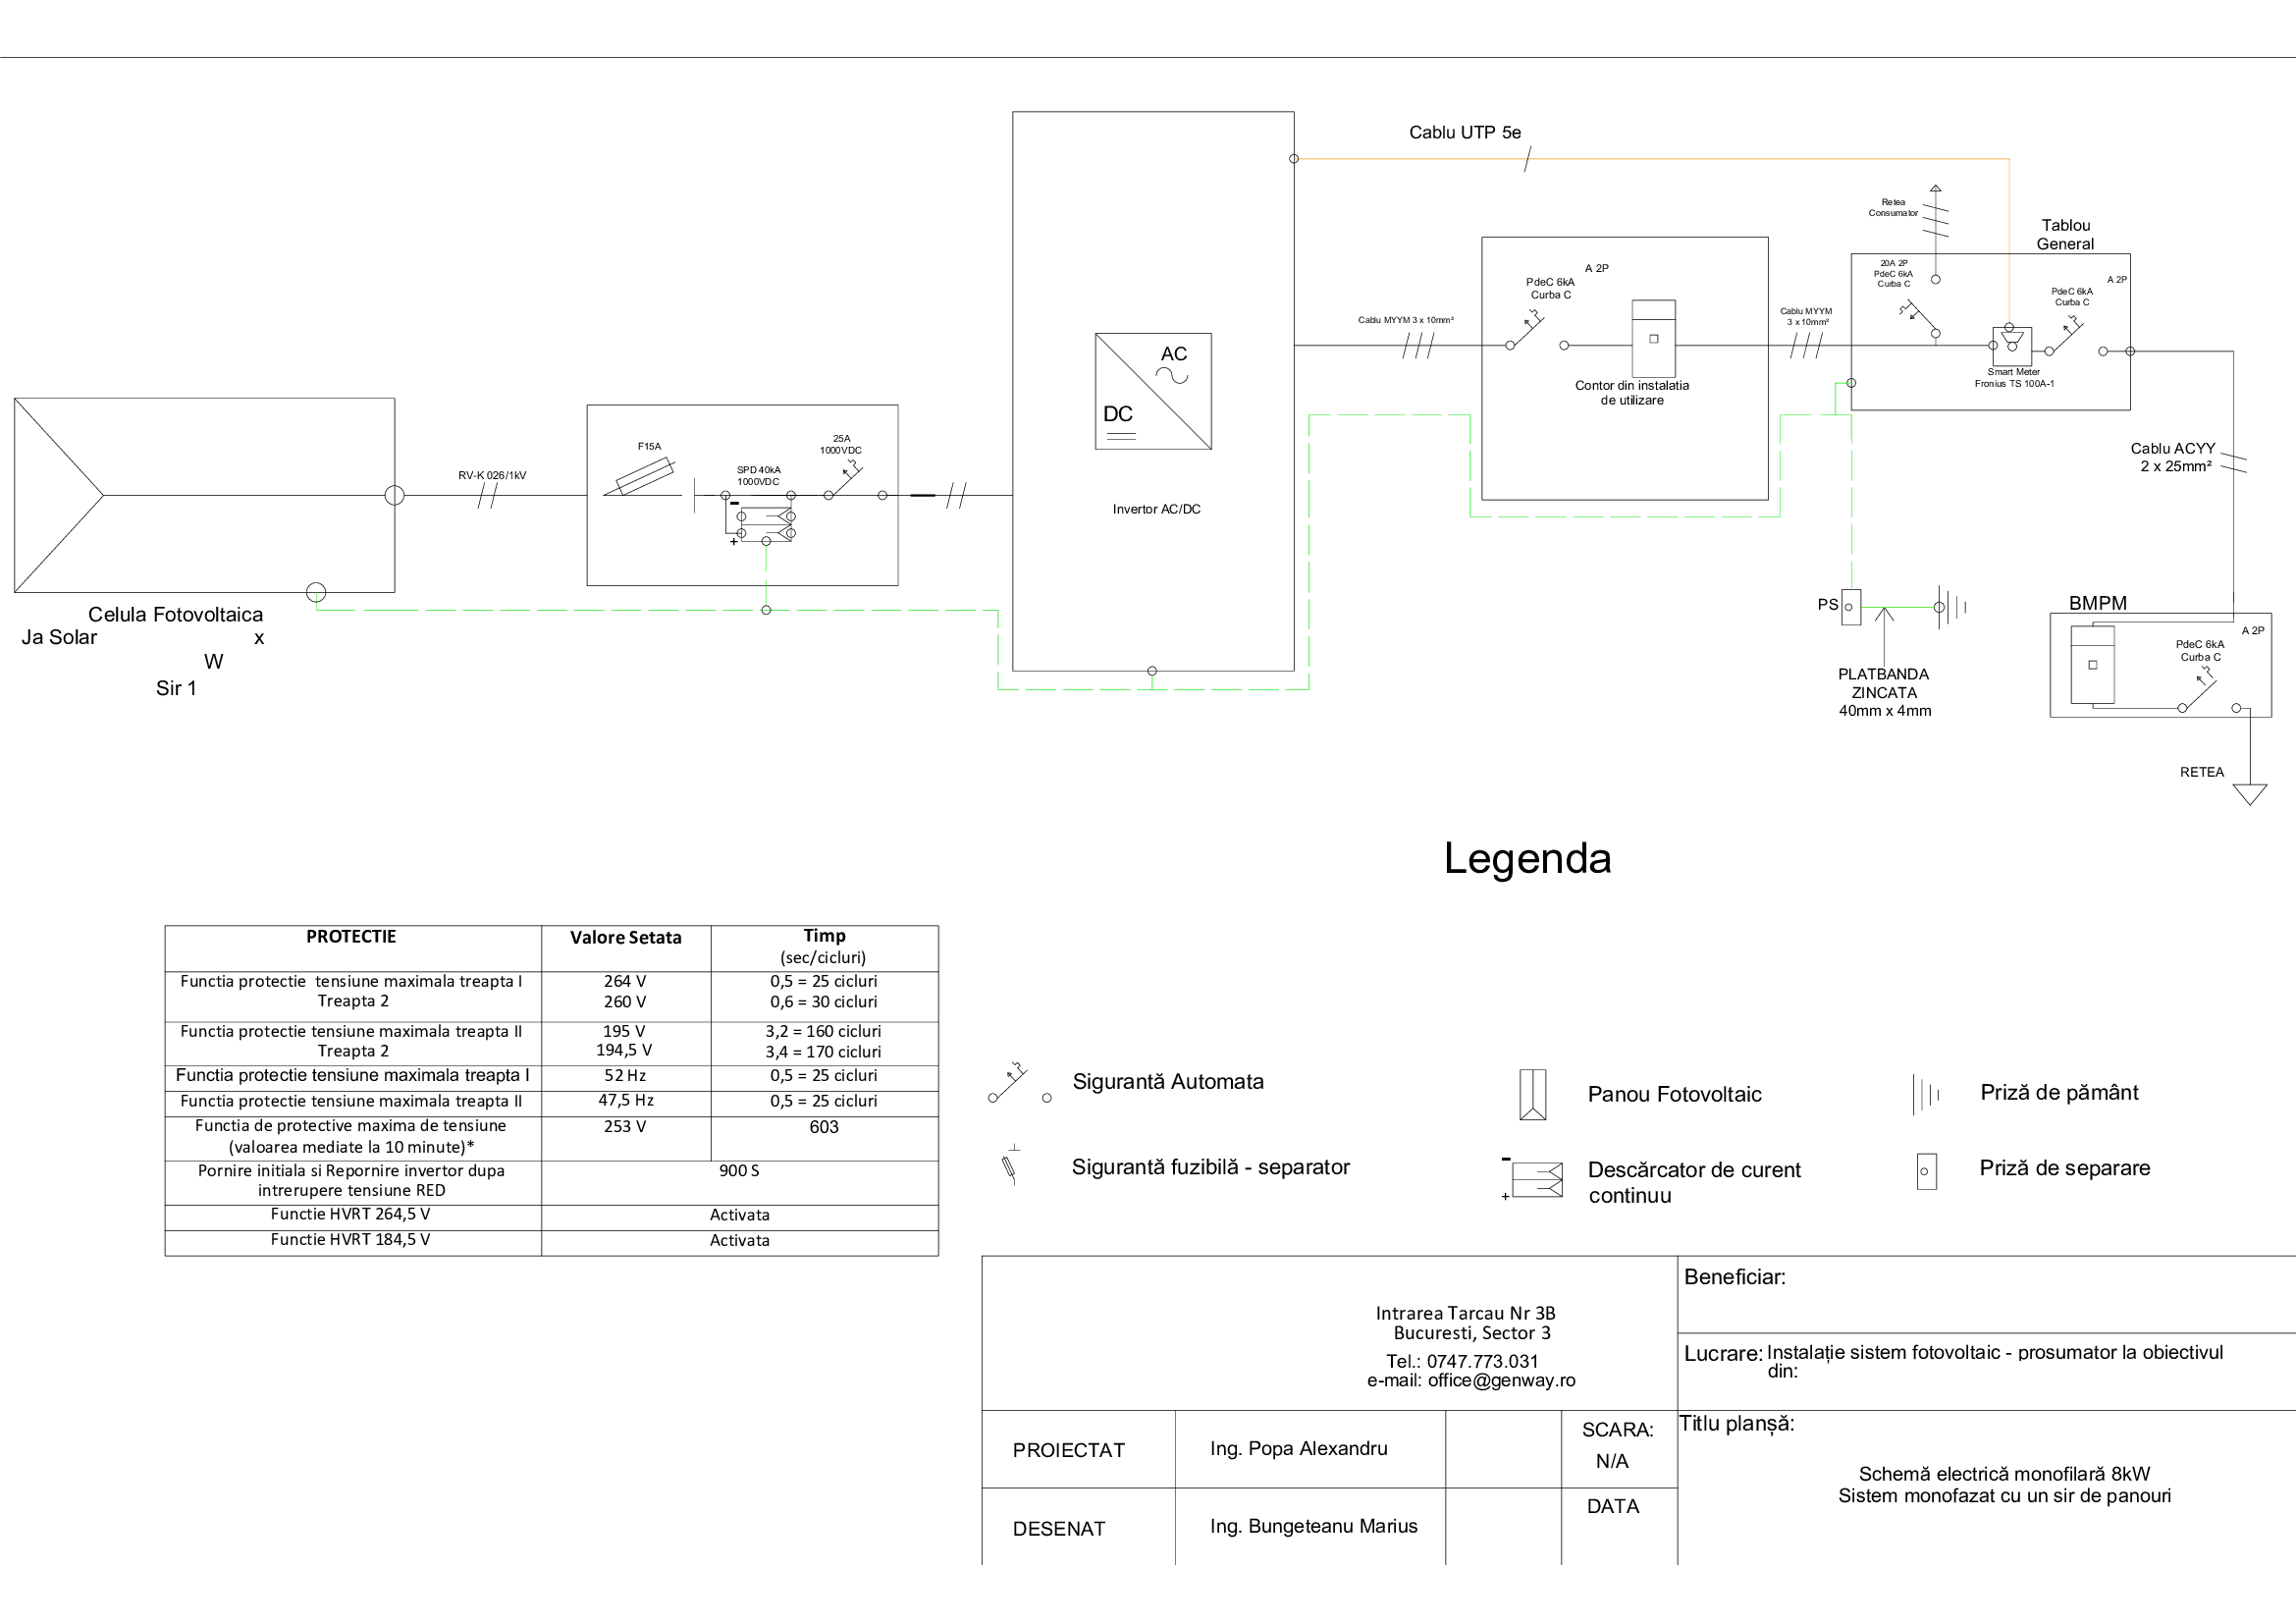 Cablu UTP 5e
Retea
Consumator
Tablou
General
20A 2P
PdeC 6kA
Curba C
A 2P
PdeC 6kA
Curba C
Smart Meter
Fronius TS 100A-1
A 2P
PdeC 6kA
Curba C
Cablu MYYM 3 x 10mm²
Cablu MYYM
3 x 10mm²
Contor din instalatia
de utilizare
AC
DC
Invertor AC/DC
F15A
25A
1000VDC
SPD 40kA
1000VDC
-
+
RV-K 026/1kV
Celula Fotovoltaica
Ja Solar x
W
Sir 1
Cablu ACYY
2 x 25mm²
PS
PLATBANDA
ZINCATA
40mm x 4mm
BMPM
A 2P
PdeC 6kA
Curba C
RETEA
Legenda
PROTECTIE Valore Setata Timp
(sec/cicluri)
Functia protectie tensiune maximala treapta I 264 V 0,5 = 25 cicluri
Treapta 2 260 V 0,6 = 30 cicluri
Functia protectie tensiune maximala treapta II 195 V 3,2 = 160 cicluri
Treapta 2 194,5 V 3,4 = 170 cicluri
Functia protectie tensiune maximala treapta I 52 Hz 0,5 = 25 cicluri
Functia protectie tensiune maximala treapta II 47,5 Hz 0,5 = 25 cicluri
Functia de protective maxima de tensiune 253 V 603
(valoarea mediate la 10 minute)*
Pornire initiala si Repornire invertor dupa 900 S
intrerupere tensiune RED
Functie HVRT 264,5 V Activata
Functie HVRT 184,5 V Activata
Sigurantă Automata
Panou Fotovoltaic
Priză de pământ
Sigurantă fuzibilă - separator
-
+
Descărcator de curent
continuu
Priză de separare
Intrarea Tarcau Nr 3B
Bucuresti, Sector 3
Tel.: 0747.773.031
e-mail: office@genway.ro
Beneficiar:
Lucrare: Instalație sistem fotovoltaic - prosumator la obiectivul
din:
PROIECTAT Ing. Popa Alexandru
SCARA:
N/A
DESENAT Ing. Bungeteanu Marius
DATA
Titlu planșă:
Schemă electrică monofilară 8kW
Sistem monofazat cu un sir de panouri